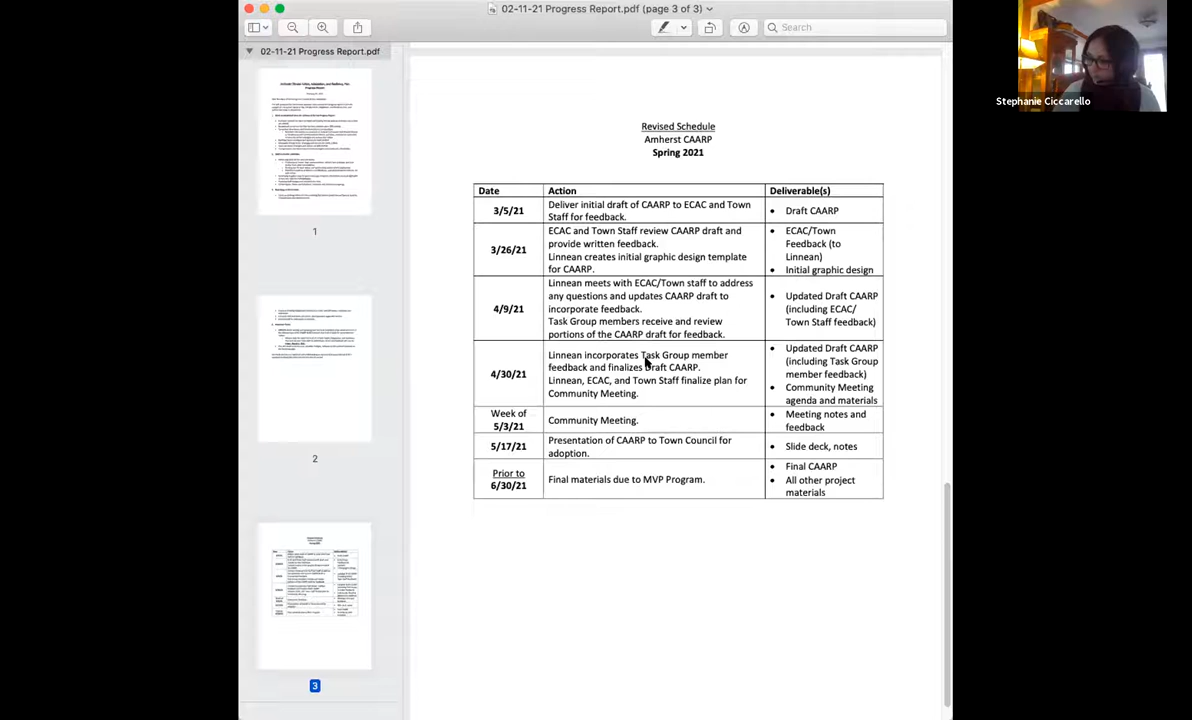 02-11-21 Progress Report.pdf (page 3 of 3)
Search
02-11-21 Progress Report.pdf
1
2
3
Stephanie Ciccarello
Revised Schedule
Amherst CAARP
Spring 2021
Date Action Deliverable(s)
3/5/21
Deliver initial draft of CAARP to ECAC and Town
Staff for feedback.
• Draft CAARP
3/26/21
ECAC and Town Staff review CAARP draft and
provide written feedback.
Linnean creates initial graphic design template
for CAARP.
• ECAC/Town
Feedback (to
Linnean)
• Initial graphic design
4/9/21
Linnean meets with ECAC/Town staff to address
any questions and updates CAARP draft to
incorporate feedback.
Task Group members receive and review
portions of the CAARP draft for feedback.
• Updated Draft CAARP
(including ECAC/
Town Staff feedback)
4/30/21
Linnean incorporates Task Group member
feedback and finalizes Draft CAARP.
Linnean, ECAC, and Town Staff finalize plan for
Community Meeting.
• Updated Draft CAARP
(including Task Group
member feedback)
• Community Meeting
agenda and materials
Week of
5/3/21
Community Meeting.
• Meeting notes and
feedback
5/17/21
Presentation of CAARP to Town Council for
adoption.
• Slide deck, notes
Prior to
6/30/21
Final materials due to MVP Program.
• Final CAARP
• All other project
materials